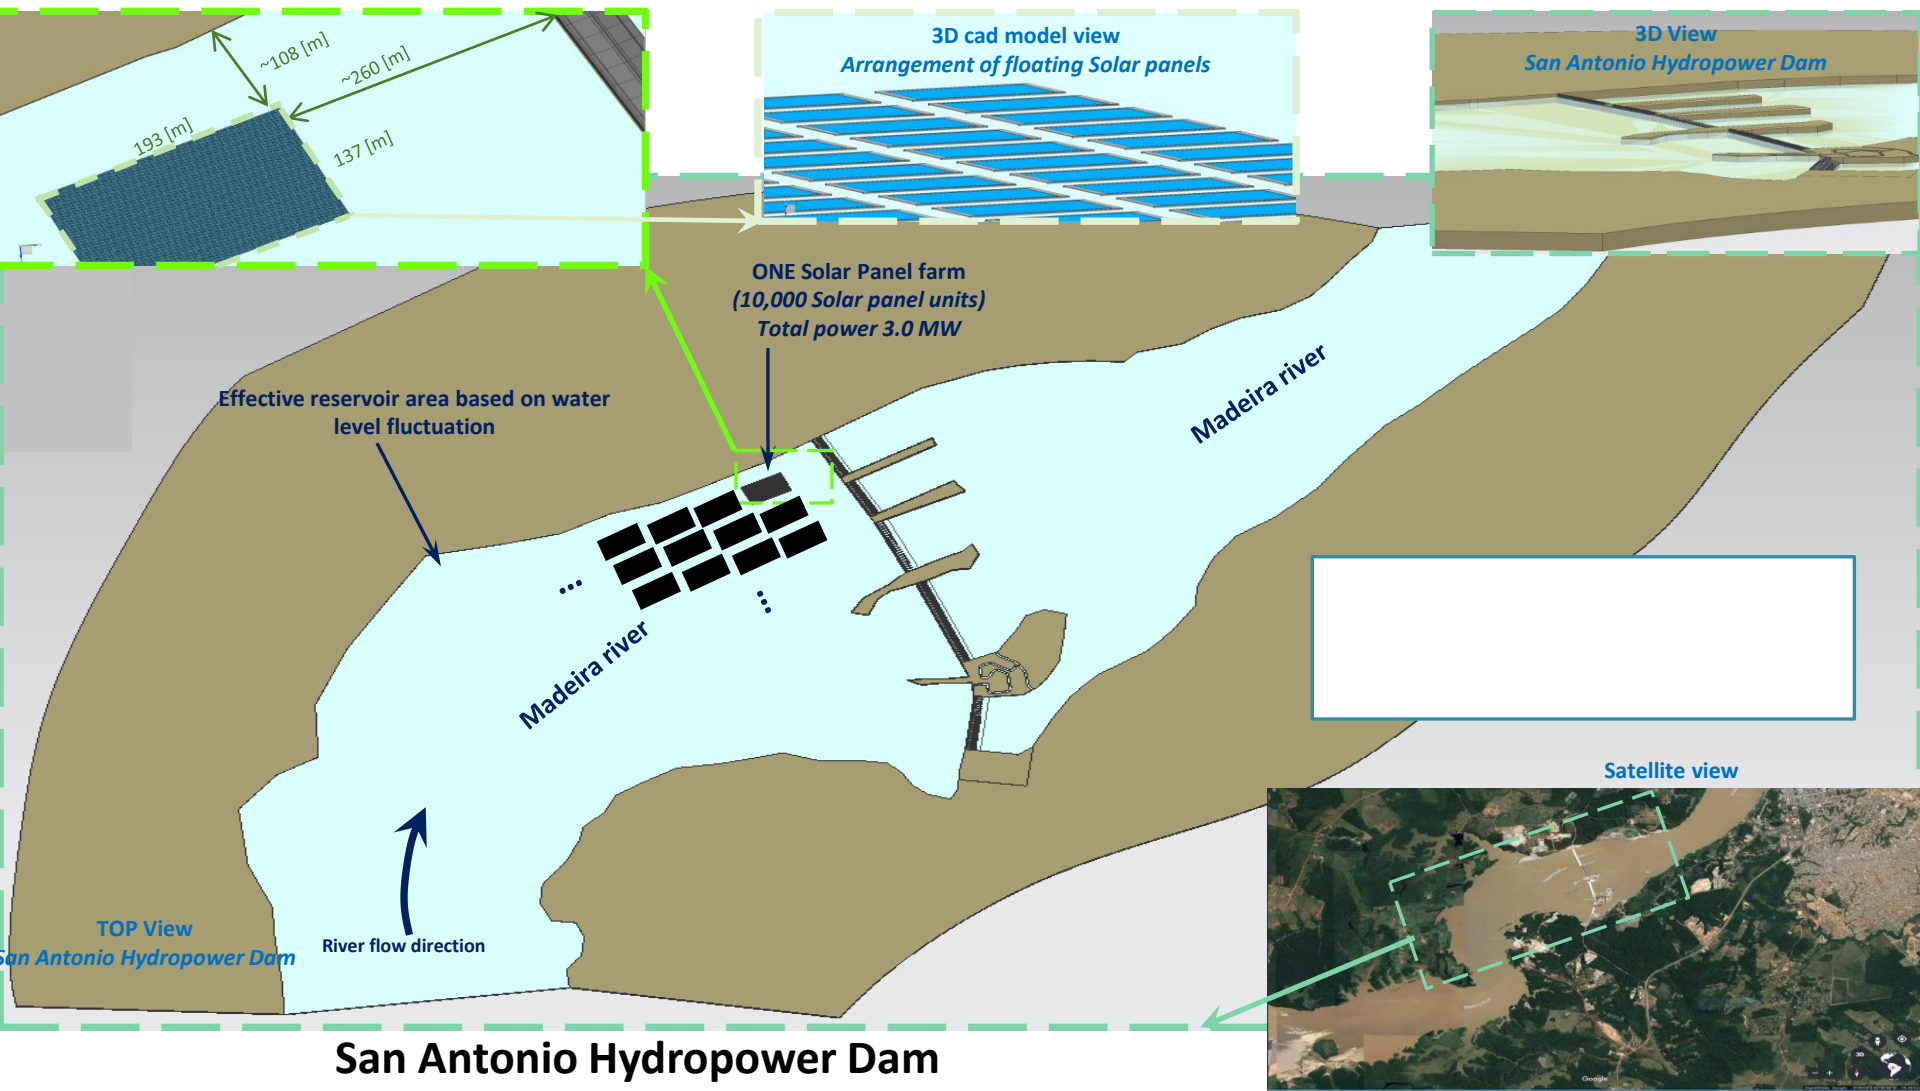 ~108 [m]
~260 [m]
193 [m]
137 [m]
3D cad model view
Arrangement of floating Solar panels
3D View
San Antonio Hydropower Dam
ONE Solar Panel farm
(10,000 Solar panel units)
Total power 3.0 MW
Effective reservoir area based on water
level fluctuation
Madeira river
Madeira river
...
...
River flow direction
TOP View
San Antonio Hydropower Dam
Satellite view
3D
Google
San Antonio Hydropower Dam